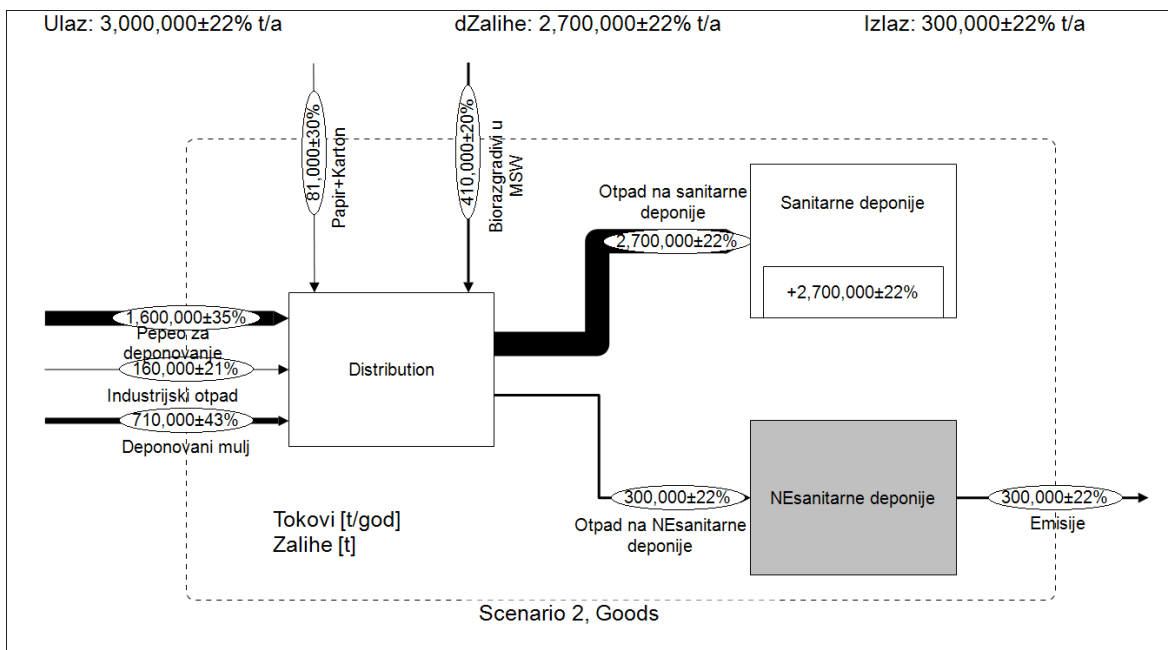 Ulaz: 3,000,000±22% t/a
dZalihe: 2,700,000±22% t/a
Izlaz: 300,000±22% t/a
81,000±30%
Papir+Karton
410,000±20%
Biorazgradivi u
MSW
Otpad na sanitarne
deponije
2,700,000±22%
Sanitarne deponije
+2,700,000±22%
1,600,000±35%
Pepeo za
deponovanje
160,000±21%
Industrijski otpad
710,000±43%
Deponovani mulj
Distribution
300,000±22%
Otpad na NEsanitarne
deponije
NEsanitarne deponije
300,000±22%
Emisije
Tokovi [t/god]
Zalihe [t]
Scenario 2, Goods